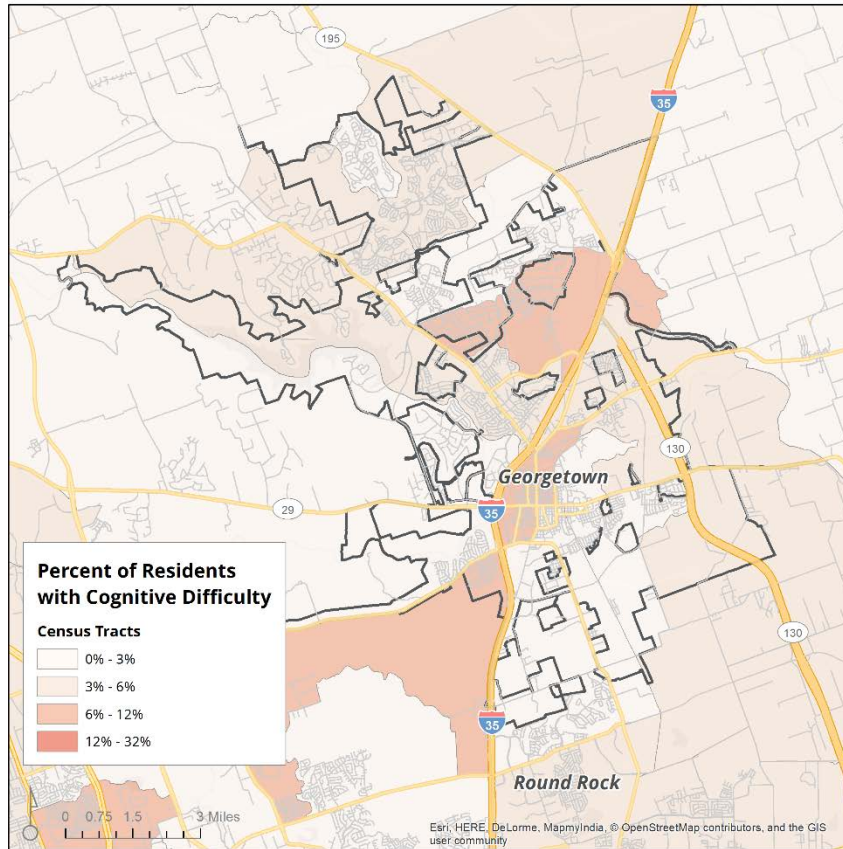 195
35
130
Georgetown
29
35
Percent of Residents
with Cognitive Difficulty
Census Tracts
0% - 3%
3% - 6%
6% - 12%
12% - 32%
130
35
Round Rock
0 0.75 1.5 3 Miles
Esri, HERE, DeLorme, MapmyIndia, © OpenStreetMap contributors, and the GIS
user community